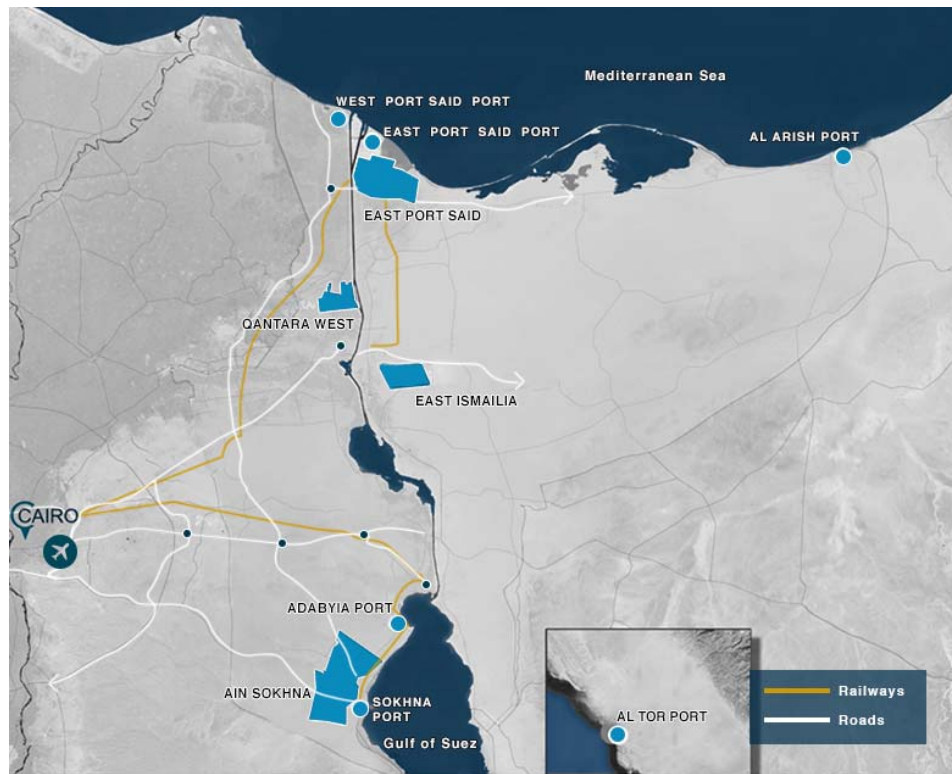 Mediterranean Sea
WEST PORT SAID PORT
EAST PORT SAID PORT
AL ARISH PORT
EAST PORT SAID
QANTARA WEST
EAST ISMAILIA
CAIRO
ADABYIA PORT
AIN SOKHNA
SOKHNA
PORT
Gulf of Suez
AL TOR PORT
Railways
Roads